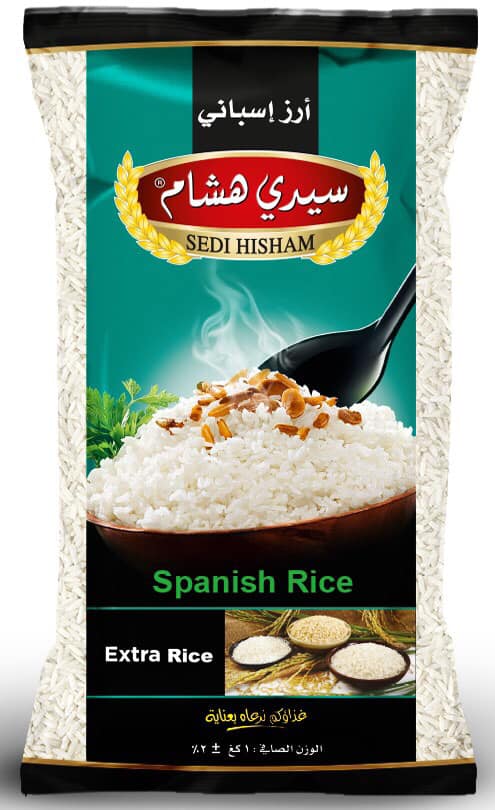 أرز إسباني
سيدي هشام ®
SEDI HISHAM
Spanish Rice
Extra Rice
غذاؤكم نرعاه بعناية
الوزن الصافي : ١ كغ ± ٢٪